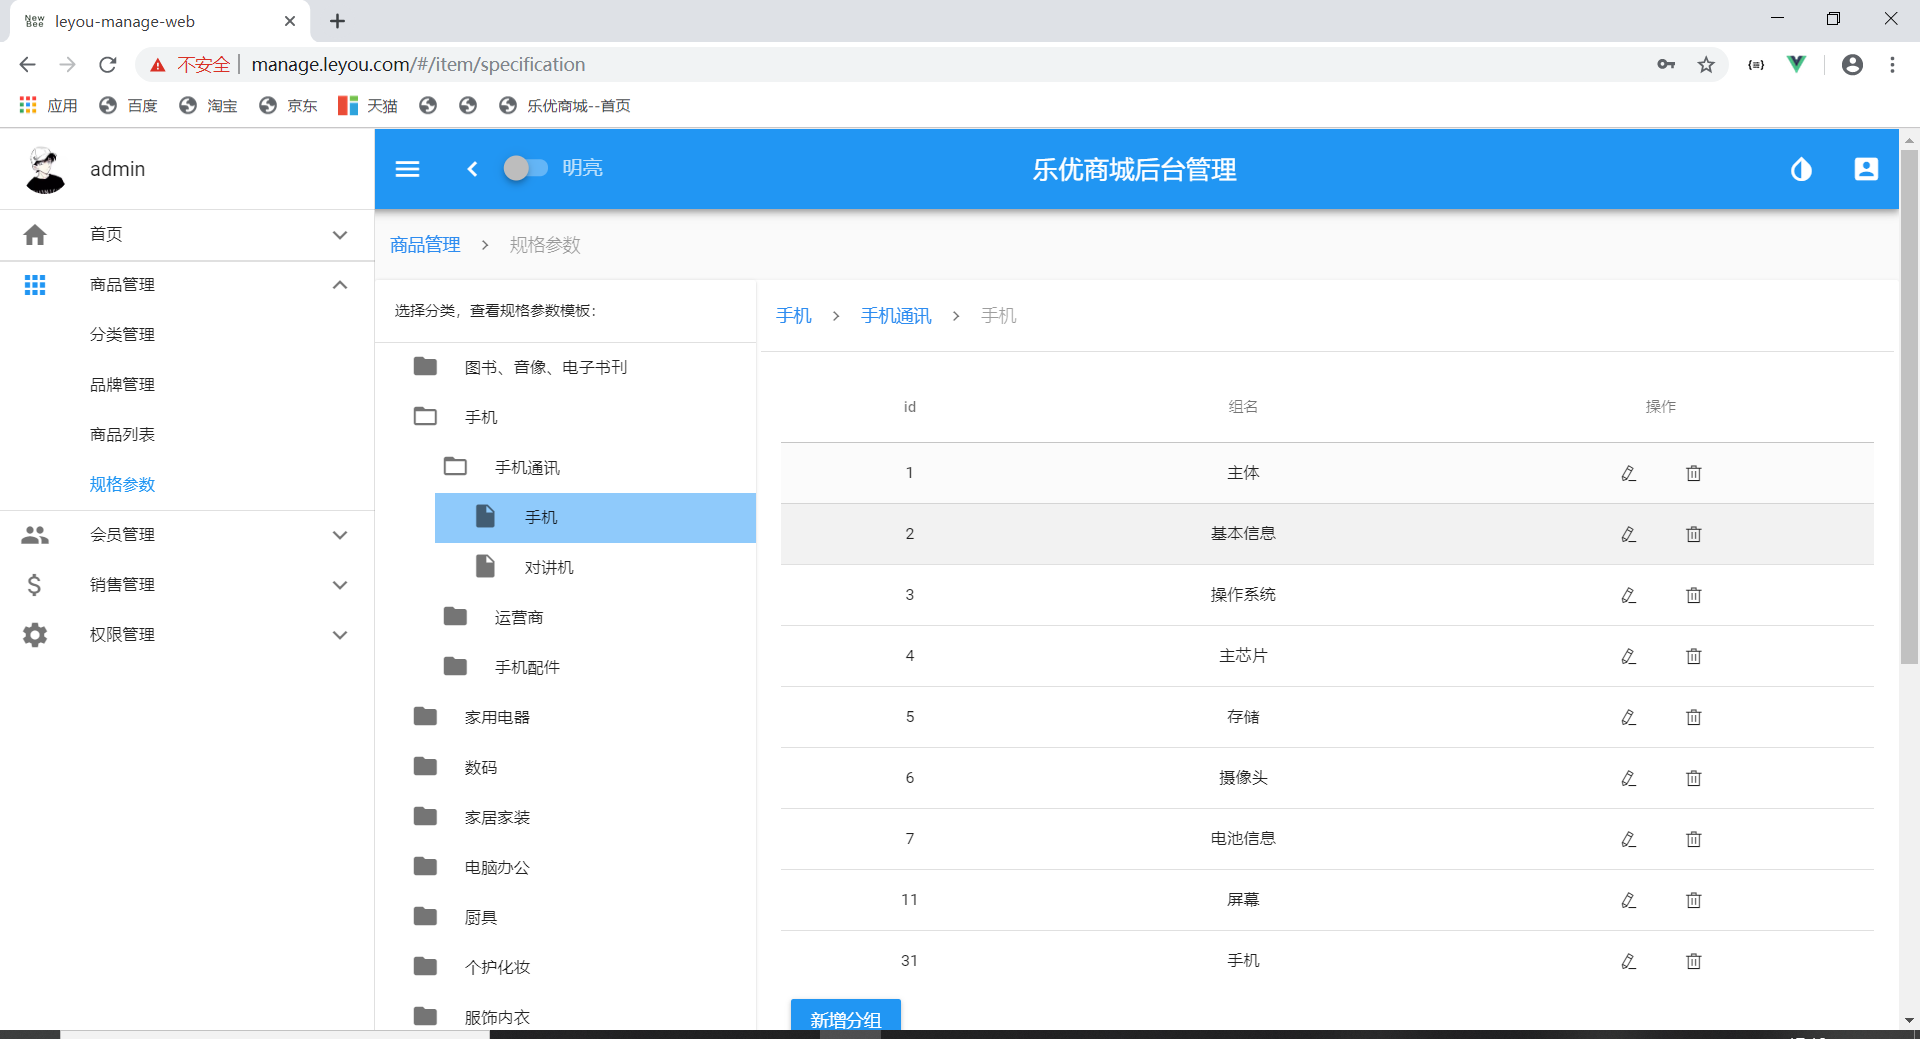 New Bee leyou-manage-web
不安全 manage.leyou.com/#/item/specification
应用 百度 淘宝 京东 天猫 乐优商城--首页
admin
明亮
乐优商城后台管理
首页
商品管理
分类管理
品牌管理
商品列表
规格参数
会员管理
销售管理
权限管理
商品管理 > 规格参数
选择分类，查看规格参数模板：
图书、音像、电子书刊
手机
手机通讯
手机
对讲机
运营商
手机配件
家用电器
数码
家居家装
电脑办公
厨具
个护化妆
服饰内衣
手机 > 手机通讯 > 手机
id 组名 操作
1 主体
2 基本信息
3 操作系统
4 主芯片
5 存储
6 摄像头
7 电池信息
11 屏幕
31 手机
新增分组